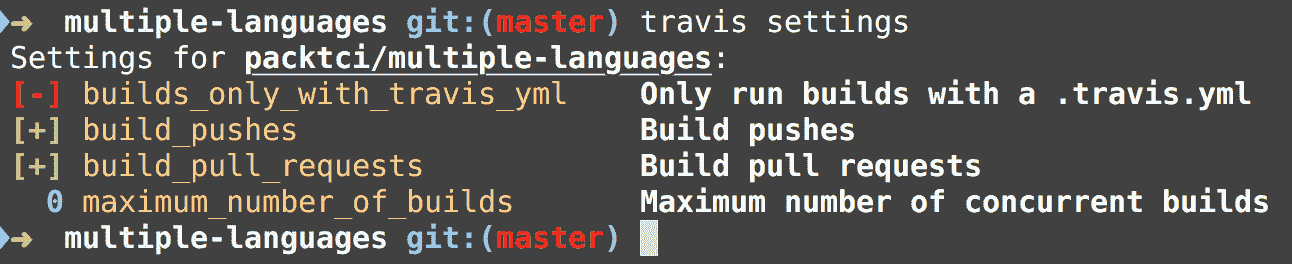 ➜ multiple-languages git:(master) travis settings
Settings for packtci/multiple-languages:
[-] builds_only_with_travis_yml Only run builds with a .travis.yml
[+] build_pushes Build pushes
[+] build_pull_requests Build pull requests
0 maximum_number_of_builds Maximum number of concurrent builds
➜ multiple-languages git:(master)